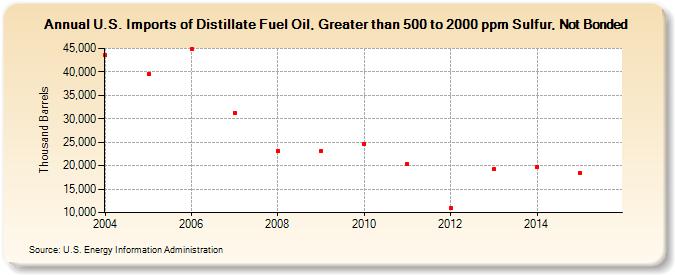 Annual U.S. Imports of Distillate Fuel Oil, Greater than 500 to 2000 ppm Sulfur, Not Bonded
Thousand Barrels
45,000
40,000
35,000
30,000
25,000
20,000
15,000
10,000
2004 2006 2008 2010 2012 2014
Source: U.S. Energy Information Administration